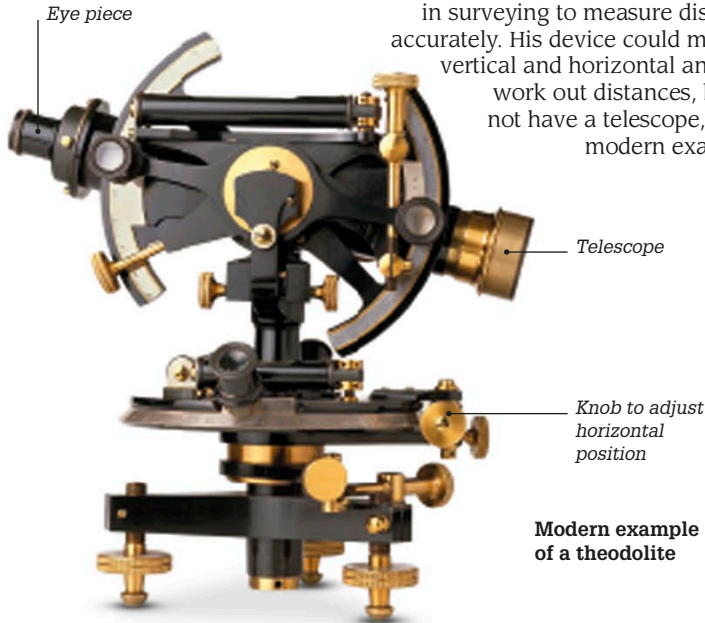 Eye piece
in surveying to measure dis
accurately. His device could m
vertical and horizontal an
work out distances,
not have a telescope,
modern exa
Telescope
Knob to adjust
horizontal
position
Modern example
of a theodolite